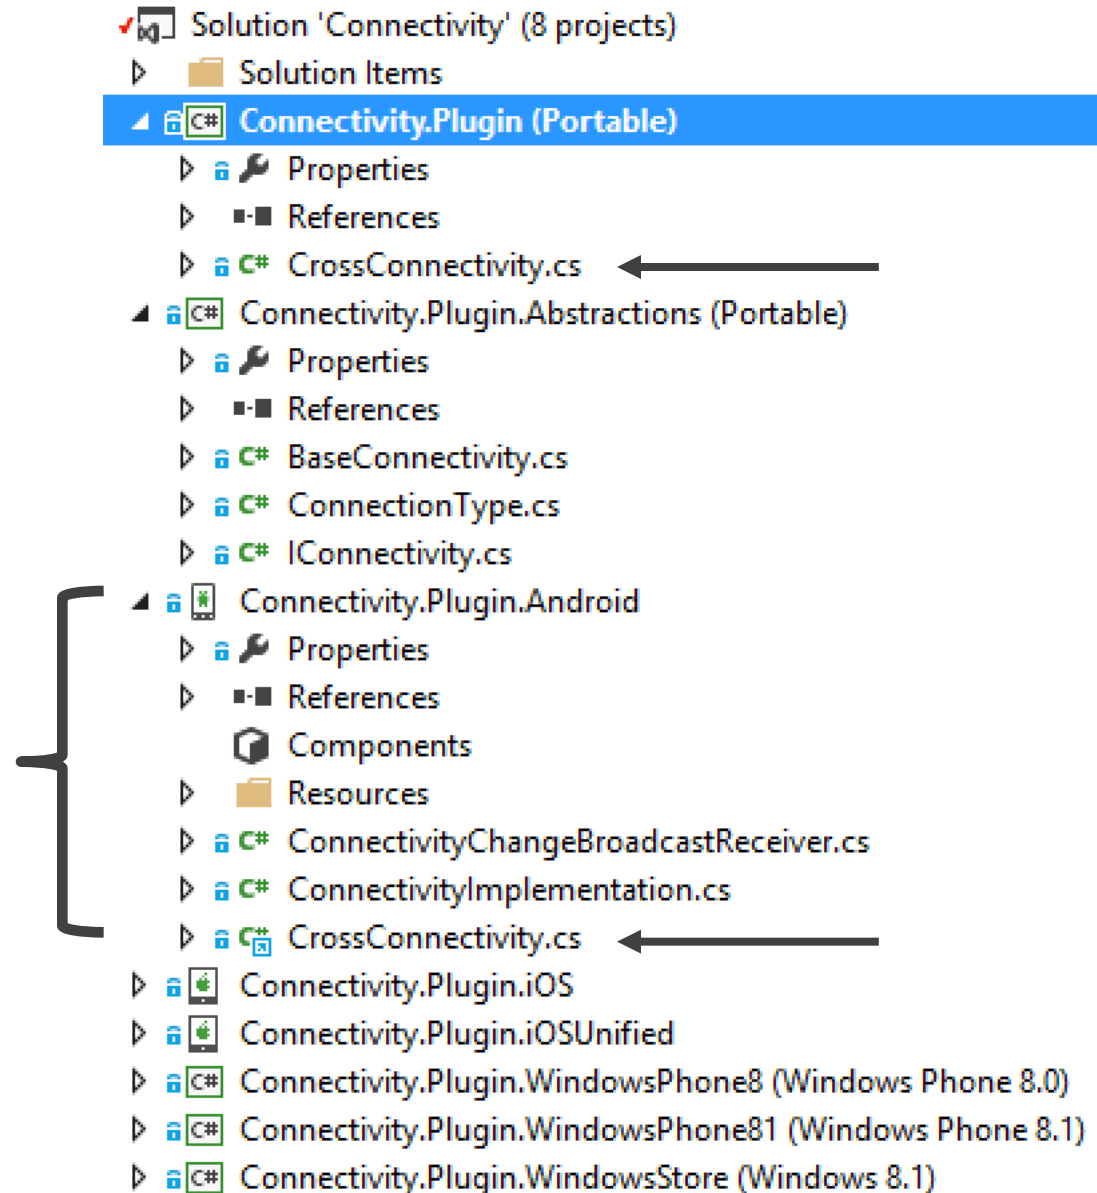 Solution 'Connectivity' (8 projects)
Solution Items
C# Connectivity.Plugin (Portable)
Properties
References
C# CrossConnectivity.cs
C# Connectivity.Plugin.Abstractions (Portable)
Properties
References
C# BaseConnectivity.cs
C# ConnectionType.cs
C# IConnectivity.cs
Connectivity.Plugin.Android
Properties
References
Components
Resources
C# ConnectivityChangeBroadcastReceiver.cs
C# ConnectivityImplementation.cs
C# CrossConnectivity.cs
Connectivity.Plugin.iOS
Connectivity.Plugin.iOSUnified
C# Connectivity.Plugin.WindowsPhone8 (Windows Phone 8.0)
C# Connectivity.Plugin.WindowsPhone81 (Windows Phone 8.1)
C# Connectivity.Plugin.WindowsStore (Windows 8.1)